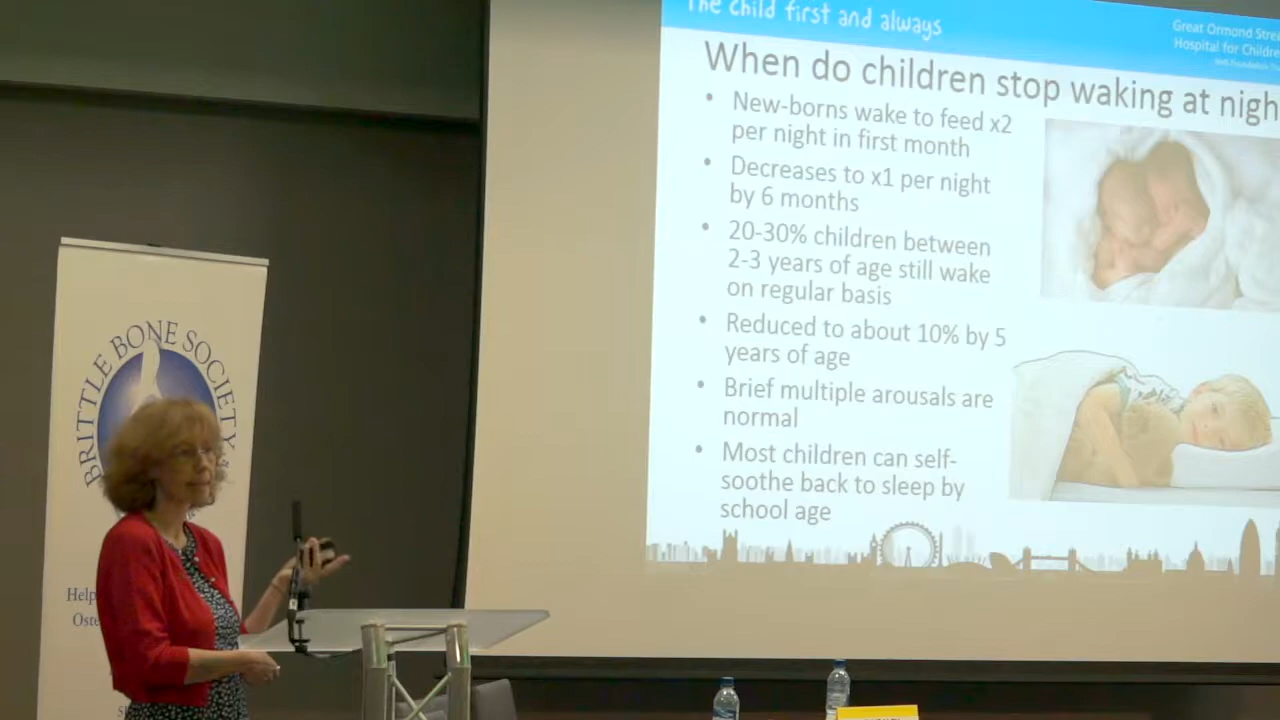 The child first and always
Great Ormond Stree
Hospital for Childre
When do children stop waking at nigh
• New-borns wake to feed x2
per night in first month
• Decreases to x1 per night
by 6 months
• 20-30% children between
2-3 years of age still wake
on regular basis
• Reduced to about 10% by 5
years of age
• Brief multiple arousals are
normal
• Most children can self-
soothe back to sleep by
school age
BRITTLE BONE SOCIETY
Help
Oste